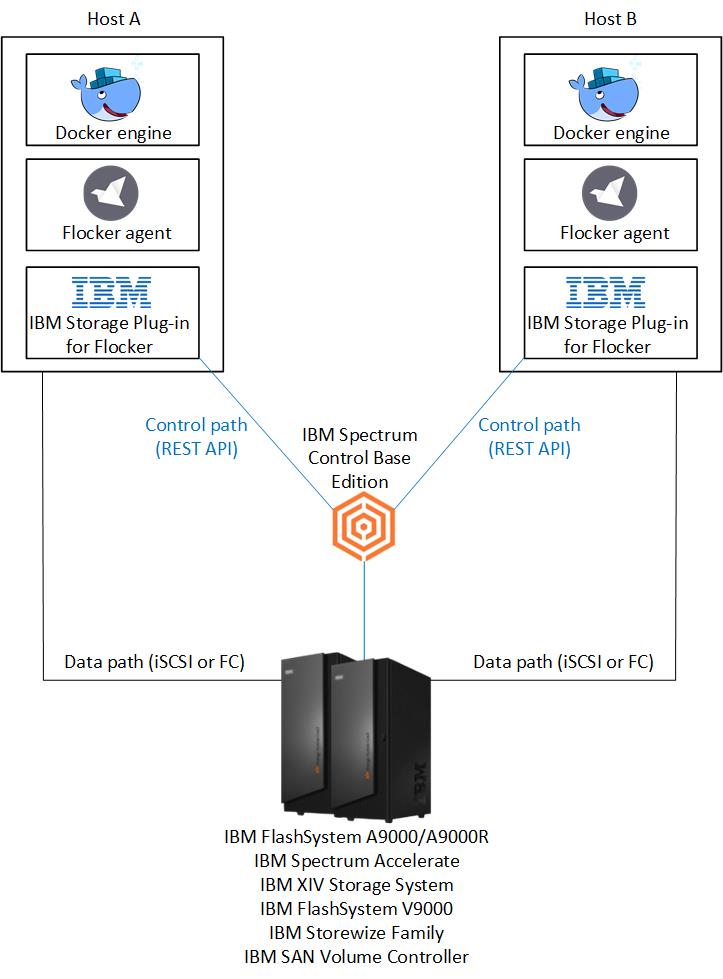 Host A
Host B
Docker engine
Docker engine
Flocker agent
Flocker agent
IBM
IBM Storage Plug-in
for Flocker
IBM
IBM Storage Plug-in
for Flocker
Control path
(REST API)
IBM Spectrum
Control Base
Edition
Control path
(REST API)
Data path (iSCSI or FC)
Data path (iSCSI or FC)
IBM
IBM FlashSystem A9000/A9000R
IBM Spectrum Accelerate
IBM XIV Storage System
IBM FlashSystem V9000
IBM Storewize Family
IBM SAN Volume Controller